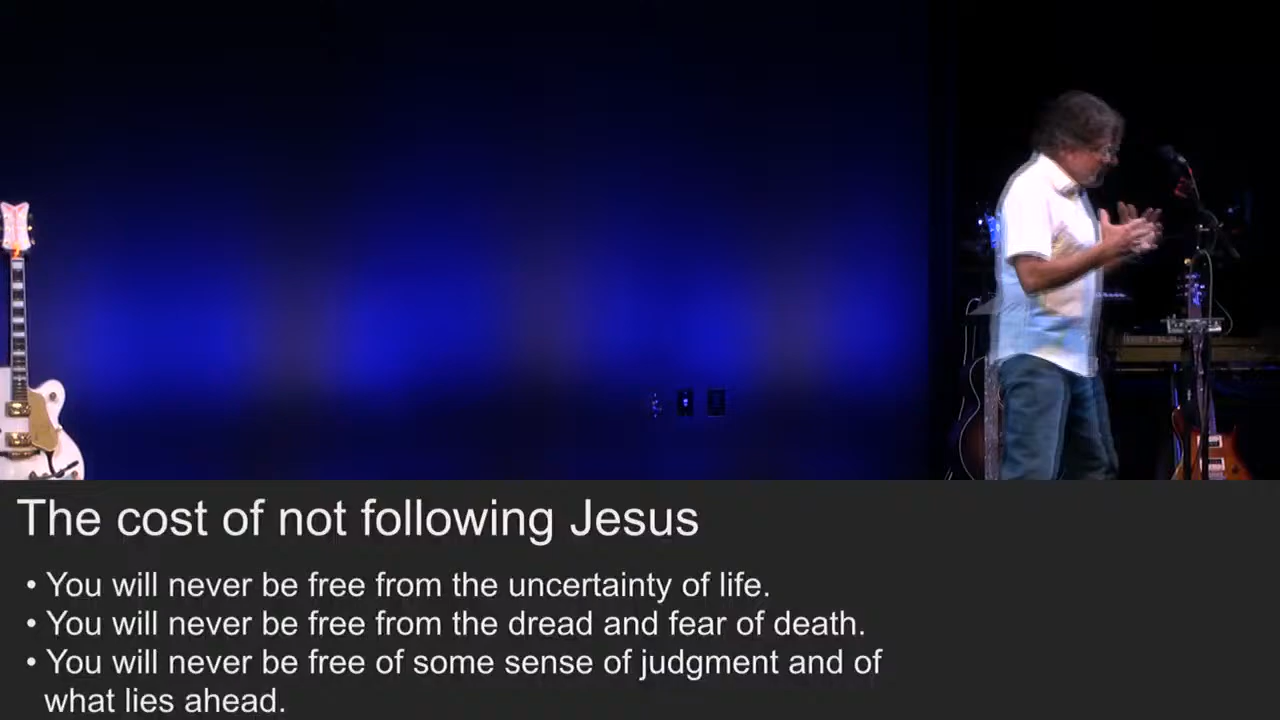 The cost of not following Jesus
• You will never be free from the uncertainty of life.
• You will never be free from the dread and fear of death.
• You will never be free of some sense of judgment and of
what lies ahead.